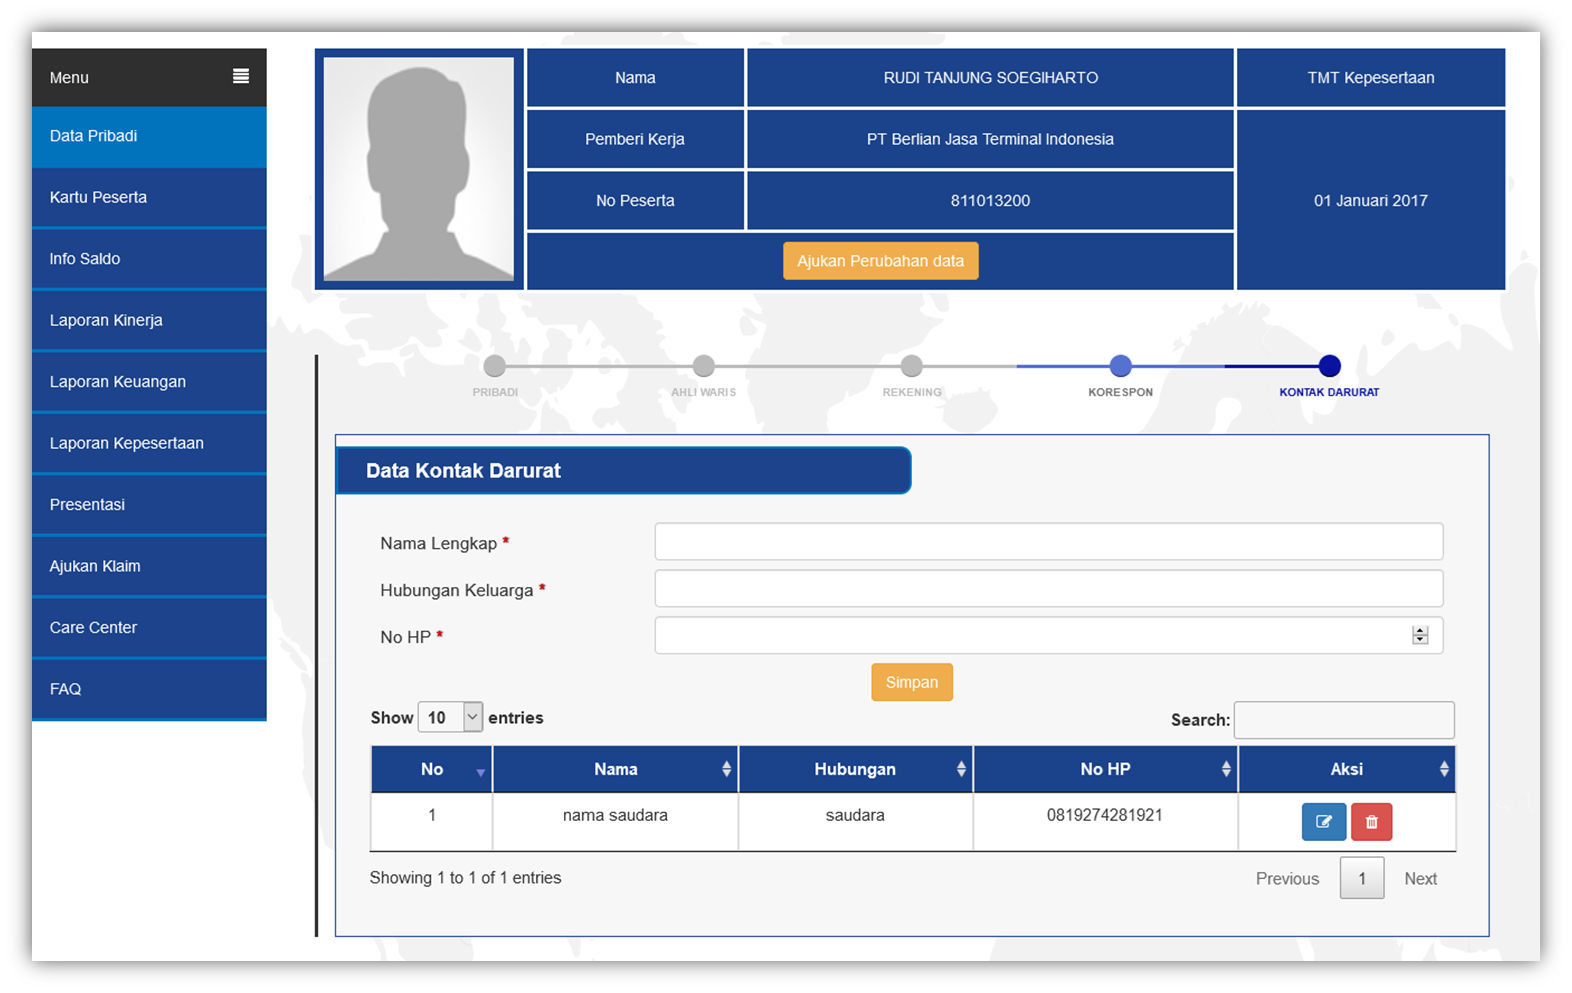 Menu
Data Pribadi
Kartu Peserta
Info Saldo
Laporan Kinerja
Laporan Keuangan
Laporan Kepesertaan
Presentasi
Ajukan Klaim
Care Center
FAQ
Nama RUDI TANJUNG SOEGIHARTO TMT Kepesertaan
Pemberi Kerja PT Berlian Jasa Terminal Indonesia
No Peserta 811013200 01 Januari 2017
Ajukan Perubahan data
PRIBADI AHLI WARIS REKENING KORESPON KONTAK DARURAT
Data Kontak Darurat
Nama Lengkap *
Hubungan Keluarga *
No HP *
Simpan
Show 10 entries Search:
No Nama Hubungan No HP Aksi
1 nama saudara saudara 0819274281921
Showing 1 to 1 of 1 entries Previous 1 Next